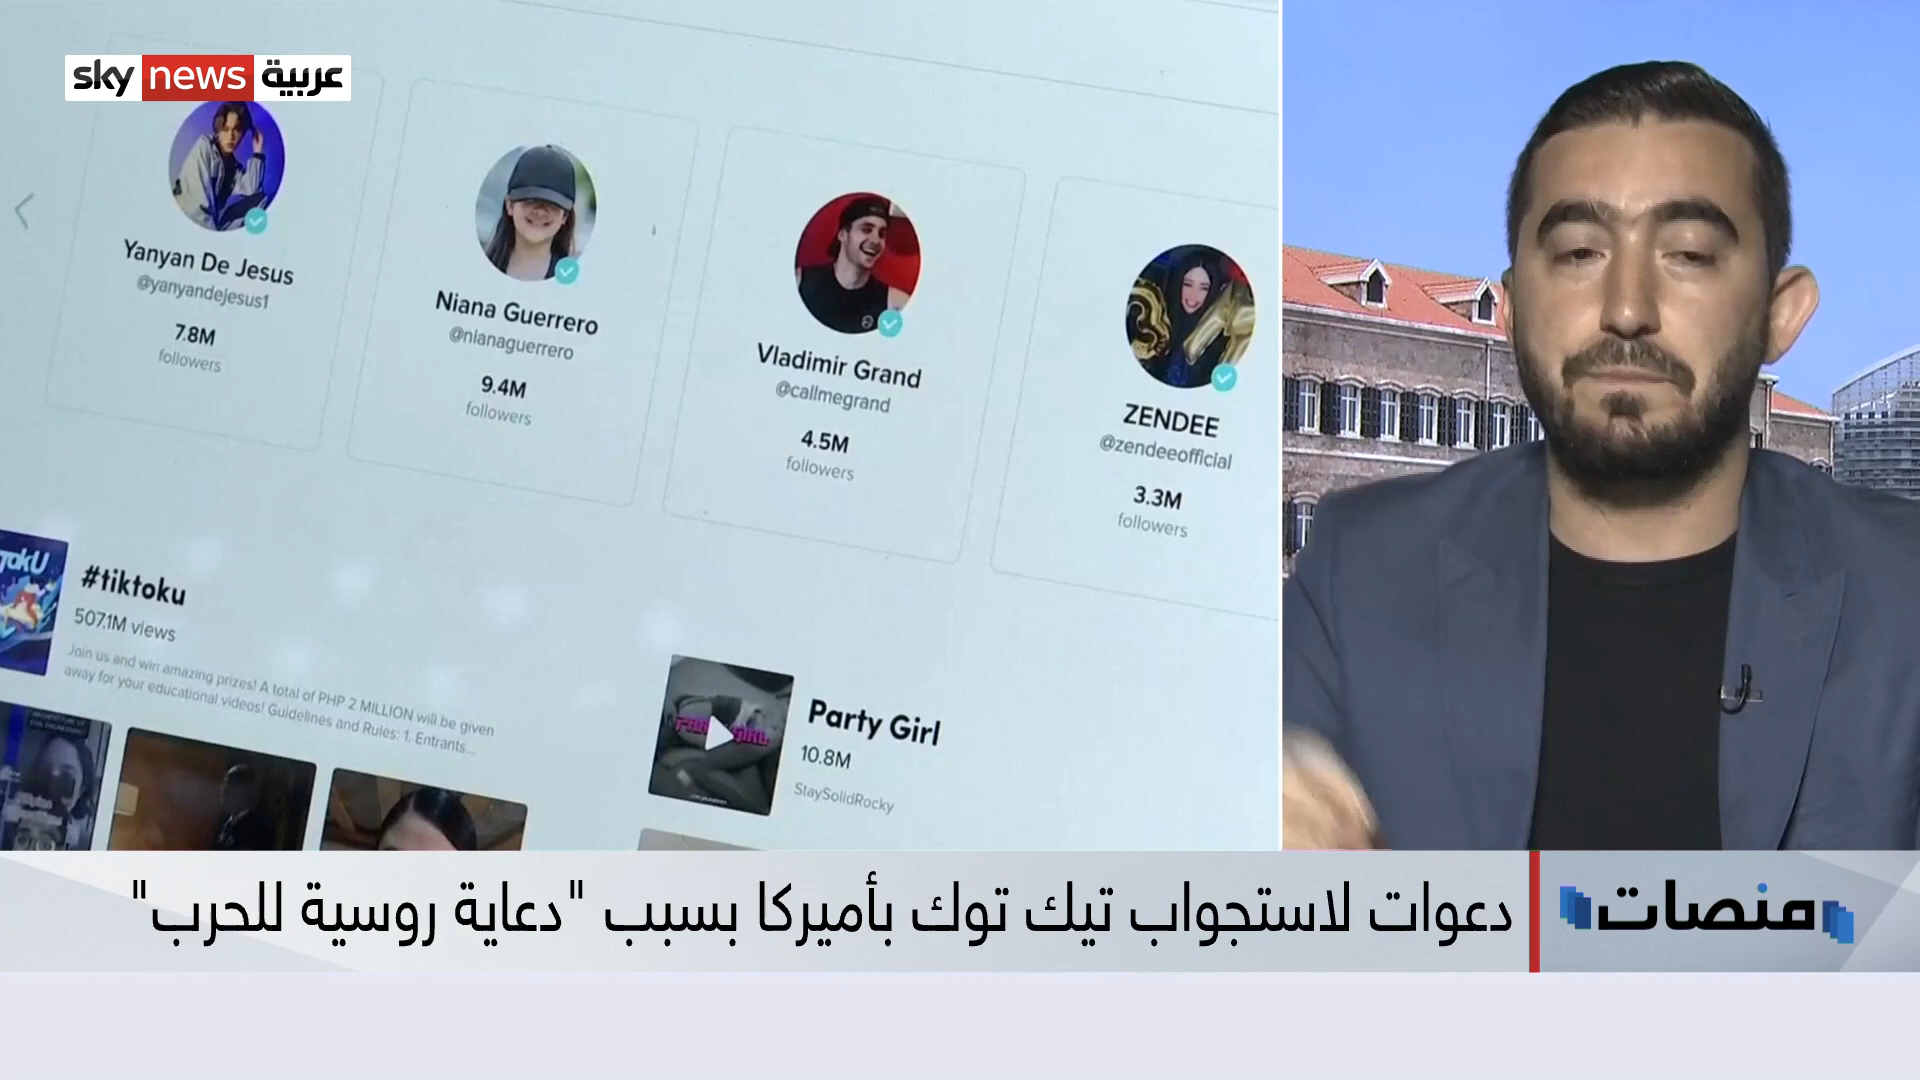 sky news عربية
Yanyan De Jesus
@yanyandejesus1
7.8M
followers
Niana Guerrero
@nianaguerrero
9.4M
followers
Vladimir Grand
@callmegrand
4.5M
followers
ZENDEE
@zendeeofficial
3.3M
followers
#tiktoku
507.1M views
Join us and win amazing prizes! A total of PHP 2 MILLION will be given
away for your educational videos! Guidelines and Rules: 1. Entrants...
Party Girl
10.8M
StaySolidRocky
دعوات لاستجواب تيك توك بأميركا بسبب "دعاية روسية للحرب"
منصات